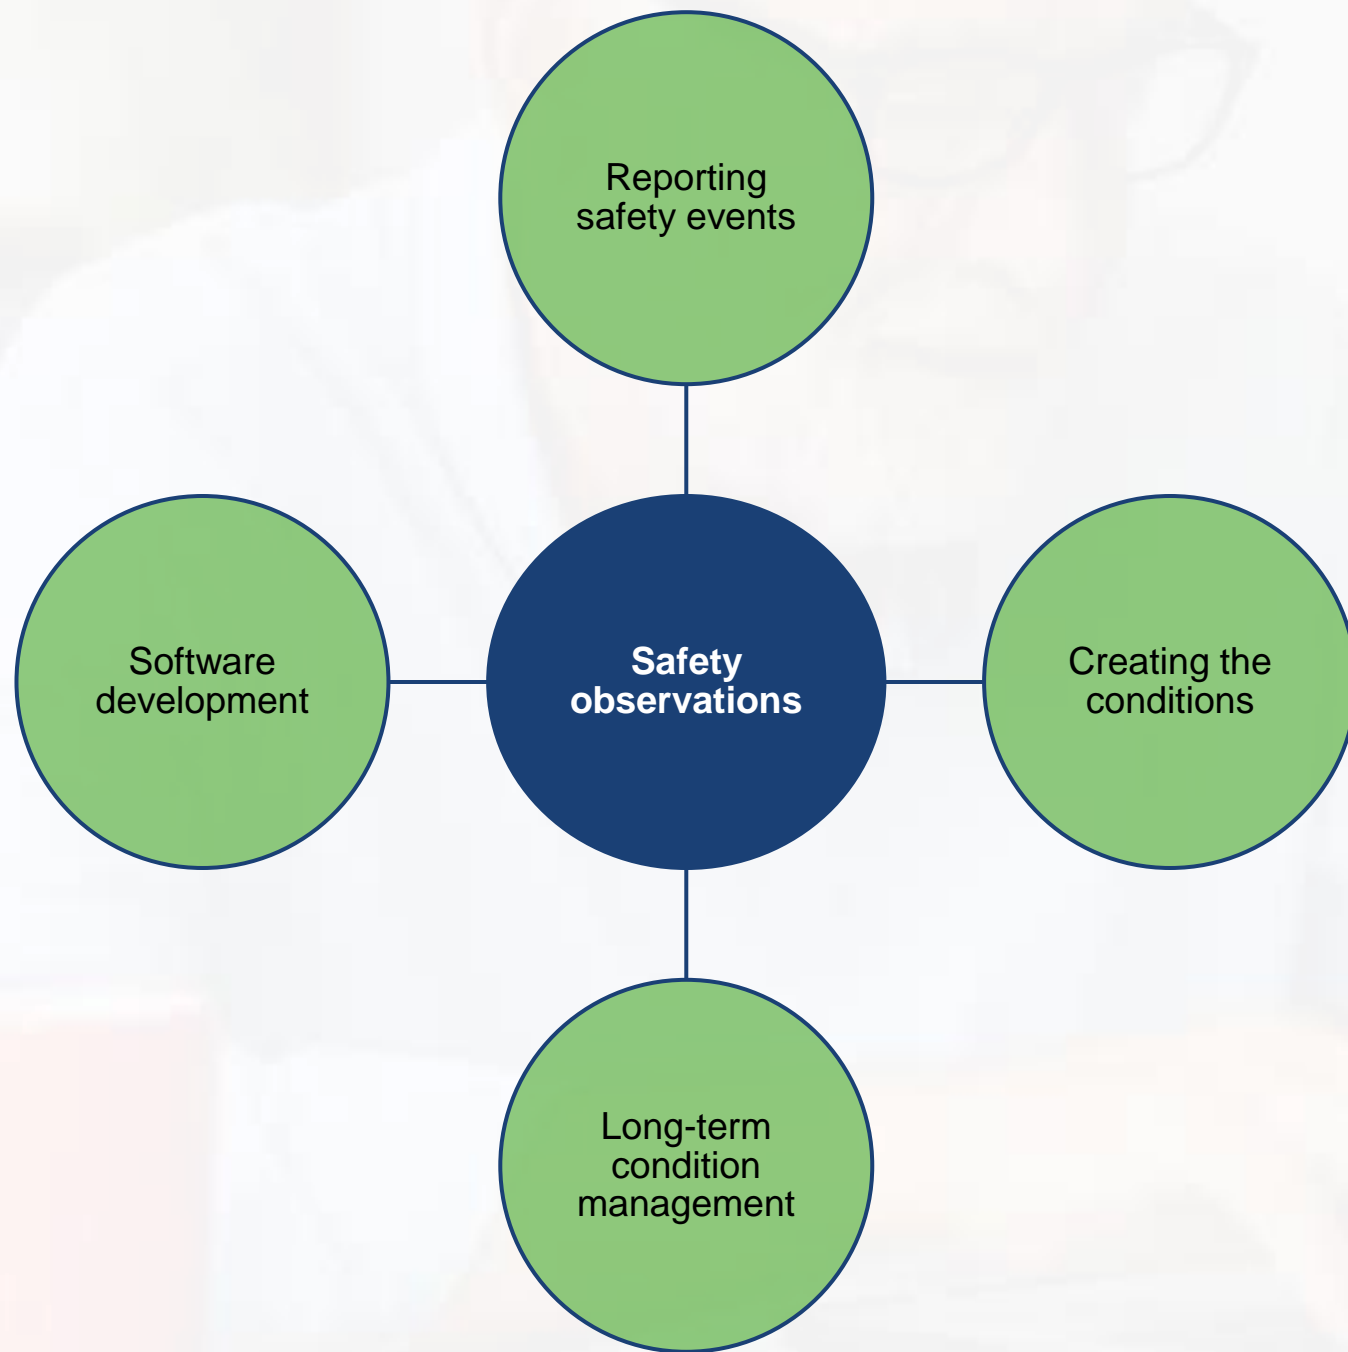 Reporting
safety events
Software
development
Safety
observations
Creating the
conditions
Long-term
condition
management